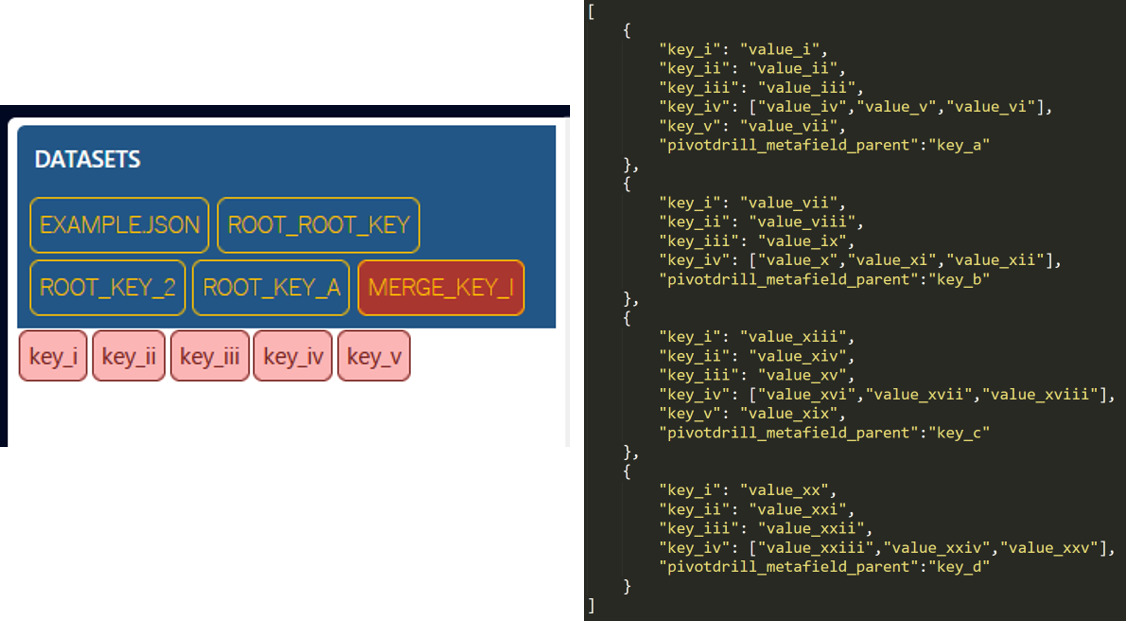 DATASETS
EXAMPLE.JSON ROOT_ROOT_KEY
ROOT_KEY_2 ROOT_KEY_A MERGE_KEY_I
key_i key_ii key_iii key_iv key_v
[
{
"key_i": "value_i",
"key_ii": "value_ii",
"key_iii": "value_iii",
"key_iv": ["value_iv","value_v","value_vi"],
"key_v": "value_vii",
"pivotdrill_metafield_parent":"key_a"
},
{
"key_i": "value_vii",
"key_ii": "value_viii",
"key_iii": "value_ix",
"key_iv": ["value_x","value_xi","value_xii"],
"pivotdrill_metafield_parent":"key_b"
},
{
"key_i": "value_xiii",
"key_ii": "value_xiv",
"key_iii": "value_xv",
"key_iv": ["value_xvi","value_xvii","value_xviii"],
"key_v": "value_xix",
"pivotdrill_metafield_parent":"key_c"
},
{
"key_i": "value_xx",
"key_ii": "value_xxi",
"key_iii": "value_xxii",
"key_iv": ["value_xxiii","value_xxiv","value_xxv"],
"pivotdrill_metafield_parent":"key_d"
}
]